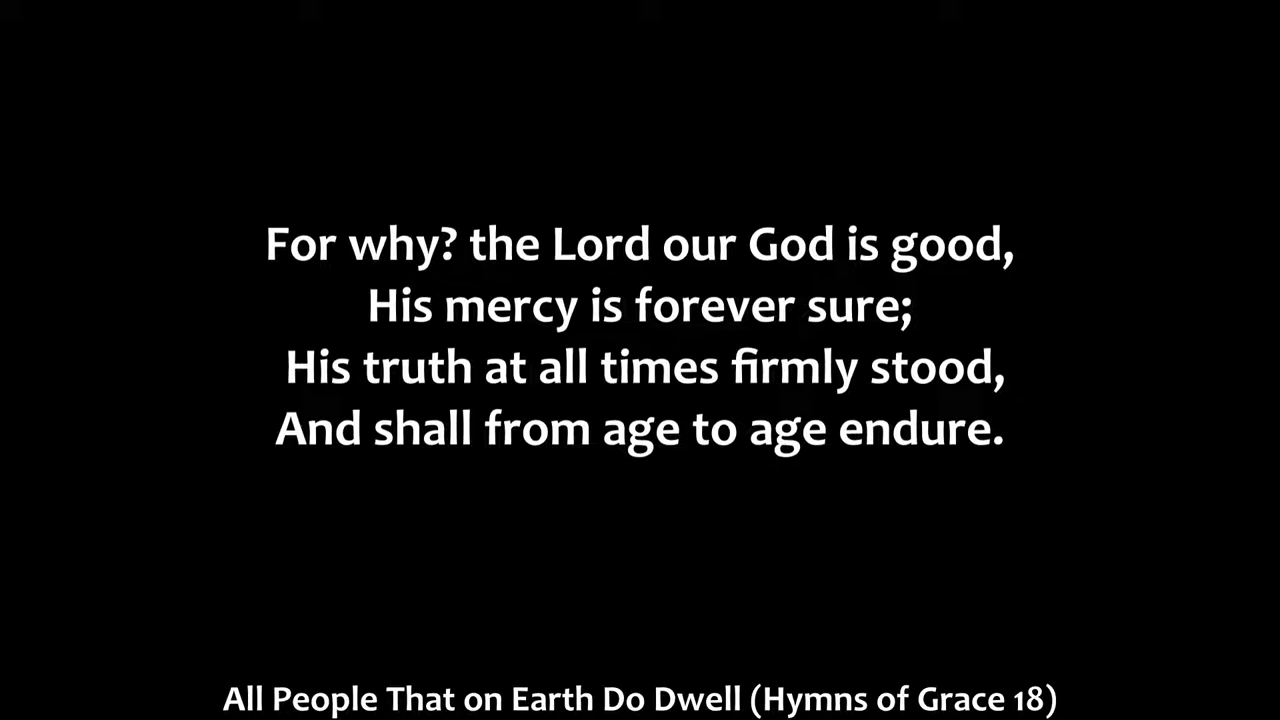 For why? the Lord our God is good,
His mercy is forever sure;
His truth at all times firmly stood,
And shall from age to age endure.
All People That on Earth Do Dwell (Hymns of Grace 18)